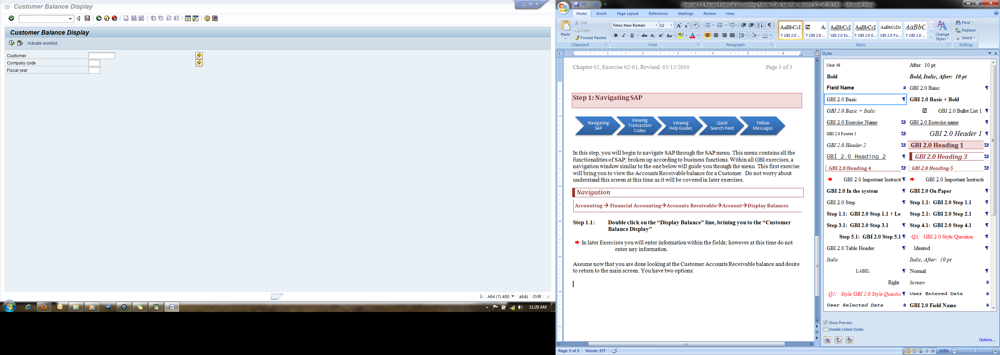 Customer Balance Display
Customer Balance Display
Activate worklist
Customer
Company code
Fiscal year
SAP
A64 (1) 400
a64z
OVR
11:29 AM
Exercise 3-1 Review Financial Accounting Master Data (teacher version) SCC V0 R0 MM - Microsoft Word
Home Insert Page Layout References Mailings Review View
Paste
Cut
Copy
Format Painter
Clipboard
Times New Roman 12
Font
Paragraph
AaBbCcI AaBbCcI AaBbCcI AaBbCcDd AaBbC
¶ GBI 2.0 ... ¶ GBI 2.0 ... GBI 2.0 Ex... ¶ GBI 2.0 E... GBI 2.0 Fo... ¶ GBI 2.0 ...
Change Styles
Styles
Find
Replace
Select
Editing
Chapter 02, Exercise 02-01, Revised: 05/15/2010 Page 3 of 3
Step 1: Navigating SAP
Navigating SAP
Viewing Transaction Codes
Viewing Help Guides
Quick Search Field
Yellow Messages
In this step, you will begin to navigate SAP through the SAP menu. This menu contains all the
functionalities of SAP; broken up according to business functions. Within all GBI exercises, a
navigation window similar to the one below will guide you through the menu. This first exercise
will bring you to view the Accounts Receivable balance for a Customer. Do not worry about
understand this screen at this time as it will be covered in later exercises.
Navigation
Accounting → Financial Accounting→Accounts Receivable→Account→Display Balances
Step 1.1: Double click on the “Display Balance” line, brining you to the “Customer
Balance Display”
In later Exercises you will enter information within the fields; however at this time do not
enter any information.
Assume now that you are done looking at the Customer Accounts Receivable balance and desire
to return to the main screen. You have two options:
Page: 3 of 3 Words: 377
105%
Styles
Clear All After: 10 pt
Bold Bold, Italic, After: 10 pt
Field Name a GBI 2.0 Baisc ¶
GBI 2.0 Basic ¶ GBI 2.0 Basic + Bold
GBI 2.0 Basic + Italic GBI 2.0 Bullet List 1 ¶
GBI 2.0 Exercise Name ¶a GBI 2.0 Exercise name ¶
GBI 2.0 Footer 1 ¶a GBI 2.0 Header 1 ¶
GBI 2.0 Header 2 ¶a GBI 2.0 Heading 1 ¶a
GBI 2.0 Heading 2 ¶ GBI 2.0 Heading 3 ¶a
GBI 2.0 Heading 4 ¶a GBI 2.0 Heading 5 ¶a
GBI 2.0 Important Instructi ¶ GBI 2.0 Important Instructi
GBI 2.0 In the system ¶ GBI 2.0 On Paper ¶
GBI 2.0 Step ¶ Step 1.1: GBI 2.0 Step 1.1 ¶
Step 1.1: GBI 2.0 Step 1.1 + Le Step 2.1: GBI 2.0 Step 2.1 ¶
Step 3.1: GBI 2.0 Step 3.1 ¶ Step 4.1: GBI 2.0 Step 4.1 ¶
Step 5.1: GBI 2.0 Step 5.1 ¶ Q1: GBI 2.0 Style Question ¶
GBI 2.0 Table Header ¶ Idented ¶
Italic Italic, After: 10 pt
LABEL ¶ Normal ¶
Right Screen a
Q1: Style GBI 2.0 Style Questio ¶ User Entered Data a
User Selected Data a GBI 2.0 Field Name a
Show Preview
Disable Linked Styles
Options...